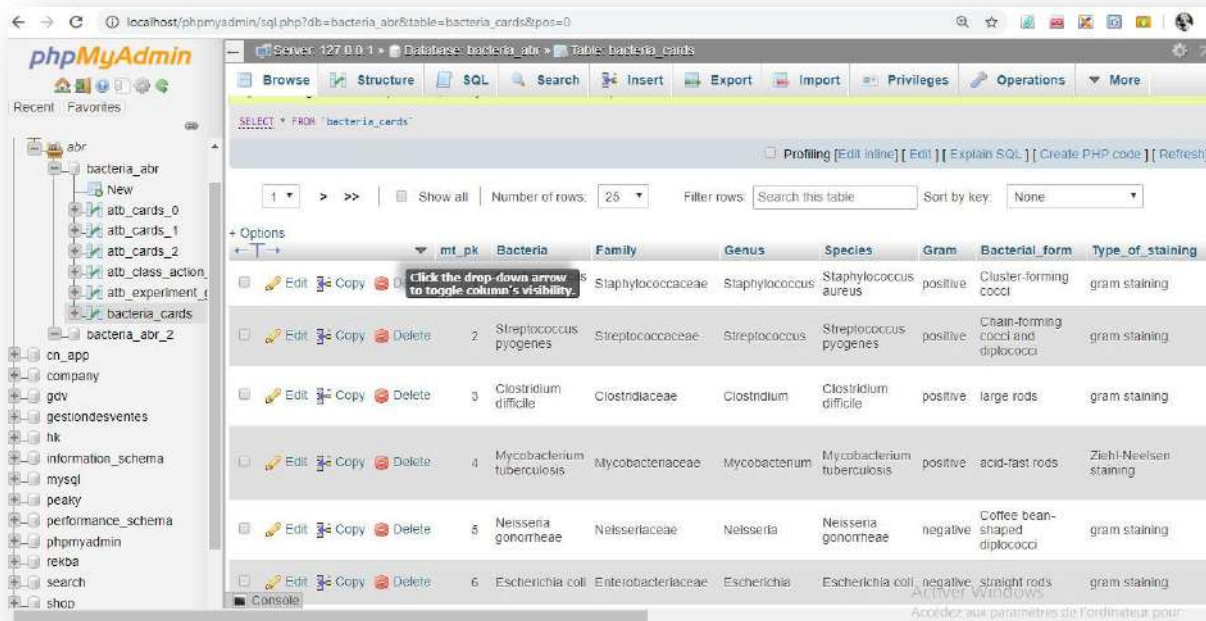 localhost/phpmyadmin/sql.php?db=bacteria_abr&table=bacteria_cards&pos=0
phpMyAdmin
Recent Favorites
abr
bacteria_abr
New
atb_cards_0
atb_cards_1
atb_cards_2
atb_class_action_
atb_experiment_
bacteria_cards
bacteria_abr_2
cn_app
company
gdv
gestiondesventes
hk
information_schema
mysql
peaky
performance_schema
phpmyadmin
rekba
search
shop
Server: 127.0.0.1 » Database: bacteria_abr » Table: bacteria_cards
Browse Structure SQL Search Insert Export Import Privileges Operations More
SELECT * FROM `bacteria_cards`
Profiling [Edit inline] [ Edit ] [ Explain SQL ] [ Create PHP code ] [ Refresh
1 > >> Show all Number of rows: 25 Filter rows: Search this table Sort by key: None
+ Options
mt_pk Bacteria Family Genus Species Gram Bacterial_form Type_of_staining
Click the drop-down arrow
to toggle column's visibility.
Edit Copy Staphylococcaceae Staphylococcus Staphylococcus aureus positive Cluster-forming cocci gram staining
Edit Copy Delete 2 Streptococcus pyogenes Streptococcaceae Streptococcus Streptococcus pyogenes positive Chain-forming cocci and diplococci gram staining
Edit Copy Delete 3 Clostridium difficile Clostridiaceae Clostridium Clostridium difficile positive large rods gram staining
Edit Copy Delete 4 Mycobacterium tuberculosis Mycobacteriaceae Mycobacterium Mycobacterium tuberculosis positive acid-fast rods Ziehl-Neelsen staining
Edit Copy Delete 5 Neisseria gonorrheae Neisseriaceae Neisseria Neisseria gonorrheae negative Coffee bean-shaped diplococci gram staining
Edit Copy Delete 6 Escherichia coli Enterobacteriaceae Escherichia Escherichia coli negative straight rods gram staining
Console
Activer Windows
Accédez aux paramètres de l'ordinateur pour